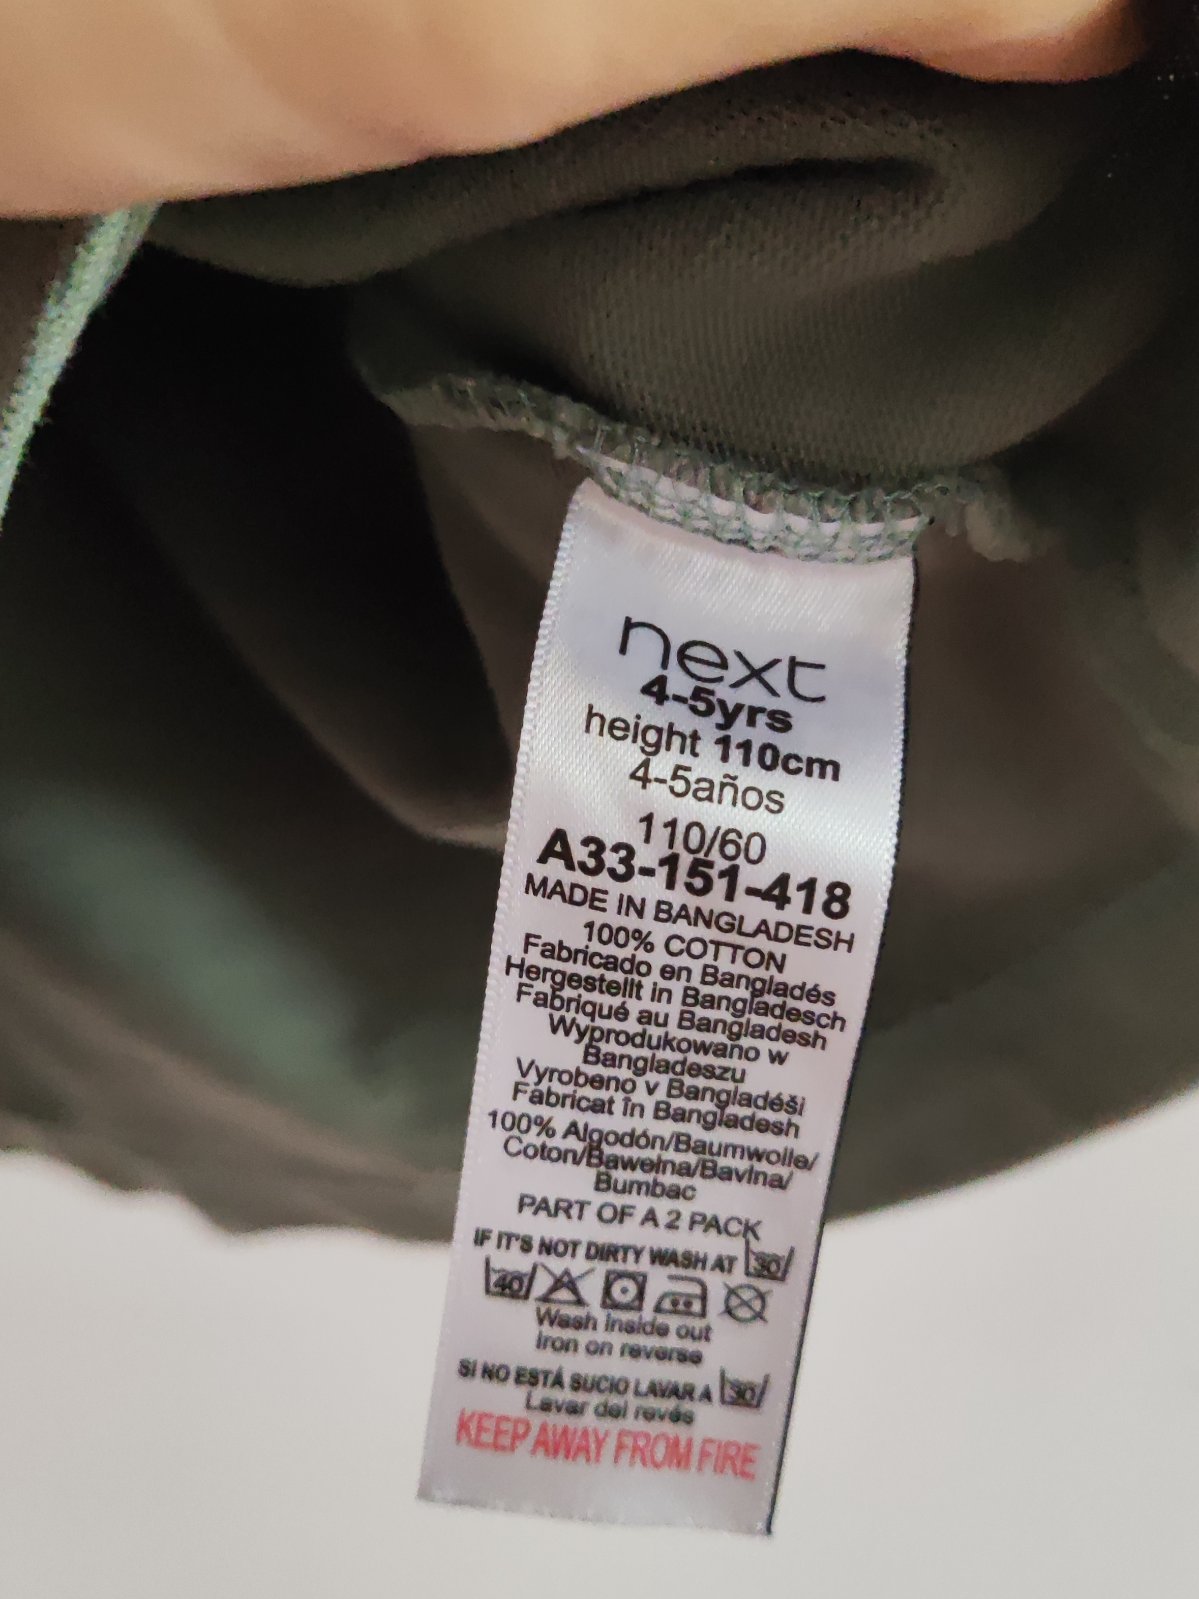 next
4-5yrs
height 110cm
4-5años
110/60
A33-151-418
MADE IN BANGLADESH
100% COTTON
Fabricado en Bangladés
Hergestellt in Bangladesch
Fabriqué au Bangladesh
Wyprodukowano w
Bangladeszu
Vyrobeno v Bangladéši
Fabricat în Bangladesh
100% Algodón/Baumwolle/
Coton/Bawełna/Bavlna/
Bumbac
PART OF A 2 PACK
IF IT'S NOT DIRTY WASH AT 30
40
Wash inside out
Iron on reverse
SI NO ESTÁ SUCIO LAVAR A 30
Lavar del revés
KEEP AWAY FROM FIRE